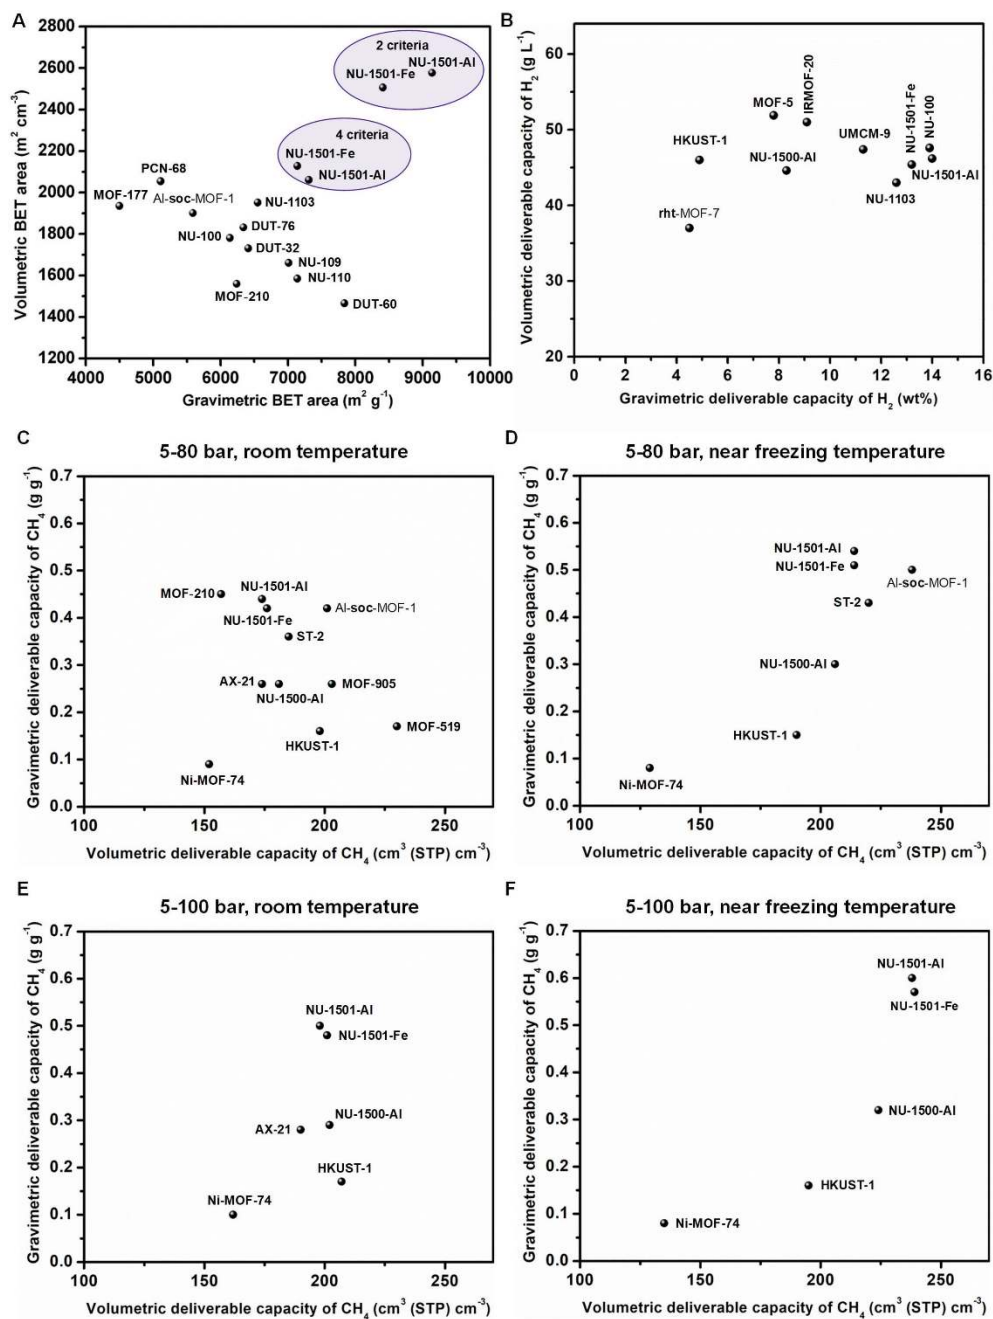 A
Volumetric BET area (m² cm⁻³)
2800
2600
2400
2200
2000
1800
1600
1400
1200
2 criteria
NU-1501-Al
NU-1501-Fe
4 criteria
NU-1501-Fe
NU-1501-Al
PCN-68
MOF-177
Al-soc-MOF-1
NU-1103
DUT-76
NU-100
DUT-32
NU-109
NU-110
MOF-210
DUT-60
4000 5000 6000 7000 8000 9000 10000
Gravimetric BET area (m² g⁻¹)
B
Volumetric deliverable capacity of H₂ (g L⁻¹)
60
50
40
30
20
MOF-5
IRMOF-20
HKUST-1
UMCM-9
NU-1501-Fe
NU-100
NU-1500-Al
NU-1501-Al
NU-1103
rht-MOF-7
0 2 4 6 8 10 12 14 16
Gravimetric deliverable capacity of H₂ (wt%)
C
5-80 bar, room temperature
Gravimetric deliverable capacity of CH₄ (g g⁻¹)
0.7
0.6
0.5
0.4
0.3
0.2
0.1
0.0
NU-1501-Al
MOF-210
Al-soc-MOF-1
NU-1501-Fe
ST-2
AX-21
MOF-905
NU-1500-Al
MOF-519
HKUST-1
Ni-MOF-74
100 150 200 250
Volumetric deliverable capacity of CH₄ (cm³ (STP) cm⁻³)
D
5-80 bar, near freezing temperature
Gravimetric deliverable capacity of CH₄ (g g⁻¹)
0.7
0.6
0.5
0.4
0.3
0.2
0.1
0.0
NU-1501-Al
NU-1501-Fe
Al-soc-MOF-1
ST-2
NU-1500-Al
HKUST-1
Ni-MOF-74
100 150 200 250
Volumetric deliverable capacity of CH₄ (cm³ (STP) cm⁻³)
E
5-100 bar, room temperature
Gravimetric deliverable capacity of CH₄ (g g⁻¹)
0.7
0.6
0.5
0.4
0.3
0.2
0.1
0.0
NU-1501-Al
NU-1501-Fe
NU-1500-Al
AX-21
HKUST-1
Ni-MOF-74
100 150 200 250
Volumetric deliverable capacity of CH₄ (cm³ (STP) cm⁻³)
F
5-100 bar, near freezing temperature
Gravimetric deliverable capacity of CH₄ (g g⁻¹)
0.7
0.6
0.5
0.4
0.3
0.2
0.1
0.0
NU-1501-Al
NU-1501-Fe
NU-1500-Al
HKUST-1
Ni-MOF-74
100 150 200 250
Volumetric deliverable capacity of CH₄ (cm³ (STP) cm⁻³)